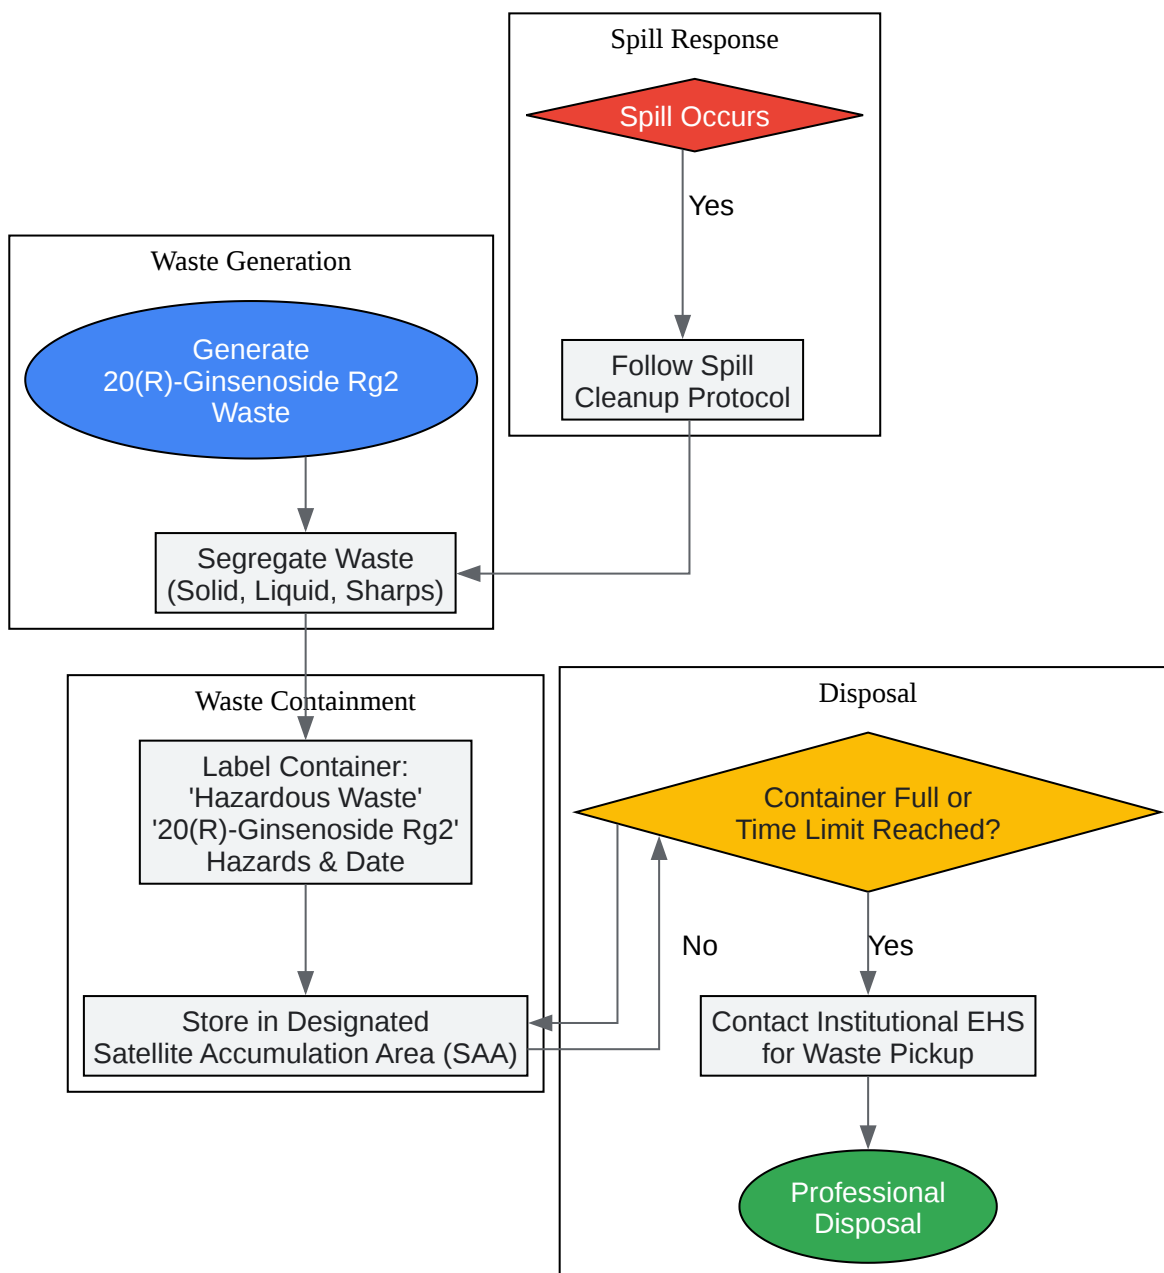 Spill Response
Spill Occurs
Yes
Follow Spill
Cleanup Protocol
Waste Generation
Generate
20(R)-Ginsenoside Rg2
Waste
Segregate Waste
(Solid, Liquid, Sharps)
Waste Containment
Label Container:
'Hazardous Waste'
'20(R)-Ginsenoside Rg2'
Hazards & Date
Store in Designated
Satellite Accumulation Area (SAA)
Disposal
Container Full or
Time Limit Reached?
No
Yes
Contact Institutional EHS
for Waste Pickup
Professional
Disposal